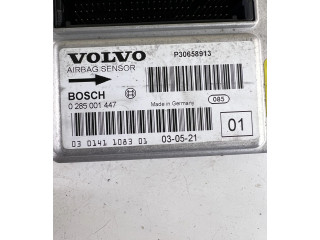 VOLVO
P30658913
AIRBAG SENSOR
BOSCH
0 285 001 447
Made in Germany
085
03 0141 1083 01
03-05-21
01